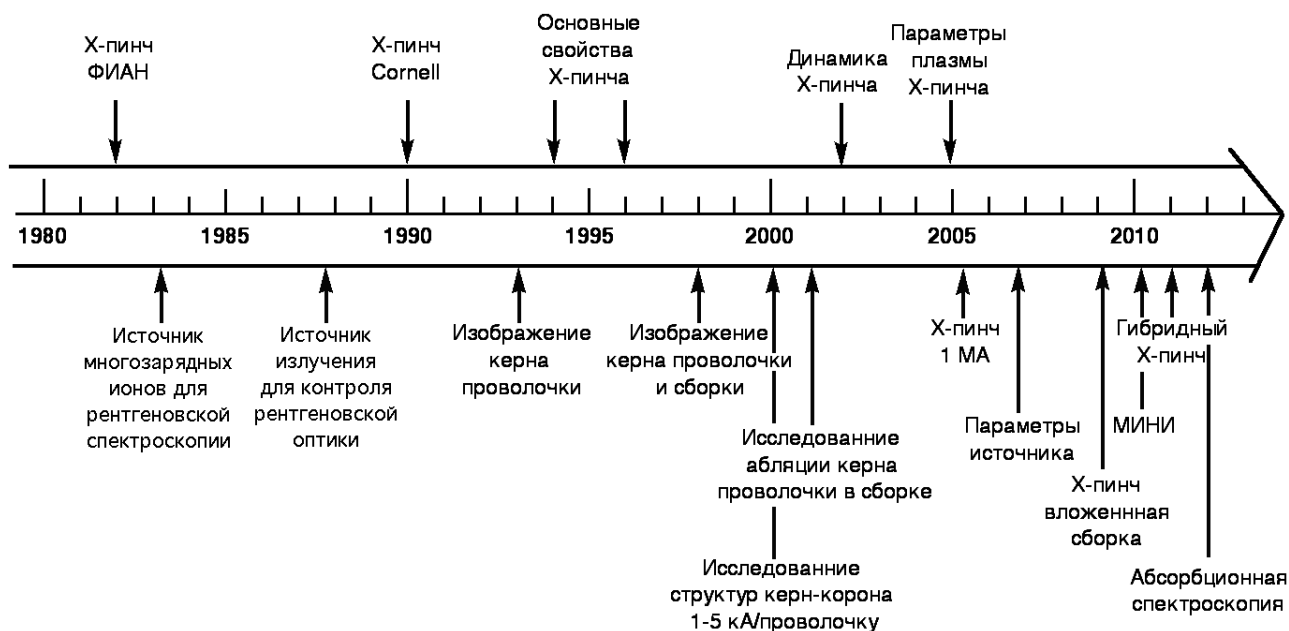 Х-пинч
ФИАН
Х-пинч
Cornell
Основные
свойства
Х-пинча
Динамика
Х-пинча
Параметры
плазмы
Х-пинча
1980
1985
1990
1995
2000
2005
2010
Источник
многозарядных
ионов для
рентгеновской
спектроскопии
Источник
излучения
для контроля
рентгеновской
оптики
Изображение
керна
проволочки
Изображение
керна проволочки
и сборки
Исследованние
структур керн-корона
1-5 кА/проволочку
Исследованние
абляции керна
проволочки в сборке
Х-пинч
1 МА
Параметры
источника
Х-пинч
вложеннная
сборка
МИНИ
Гибридный
Х-пинч
Абсорбционная
спектроскопия